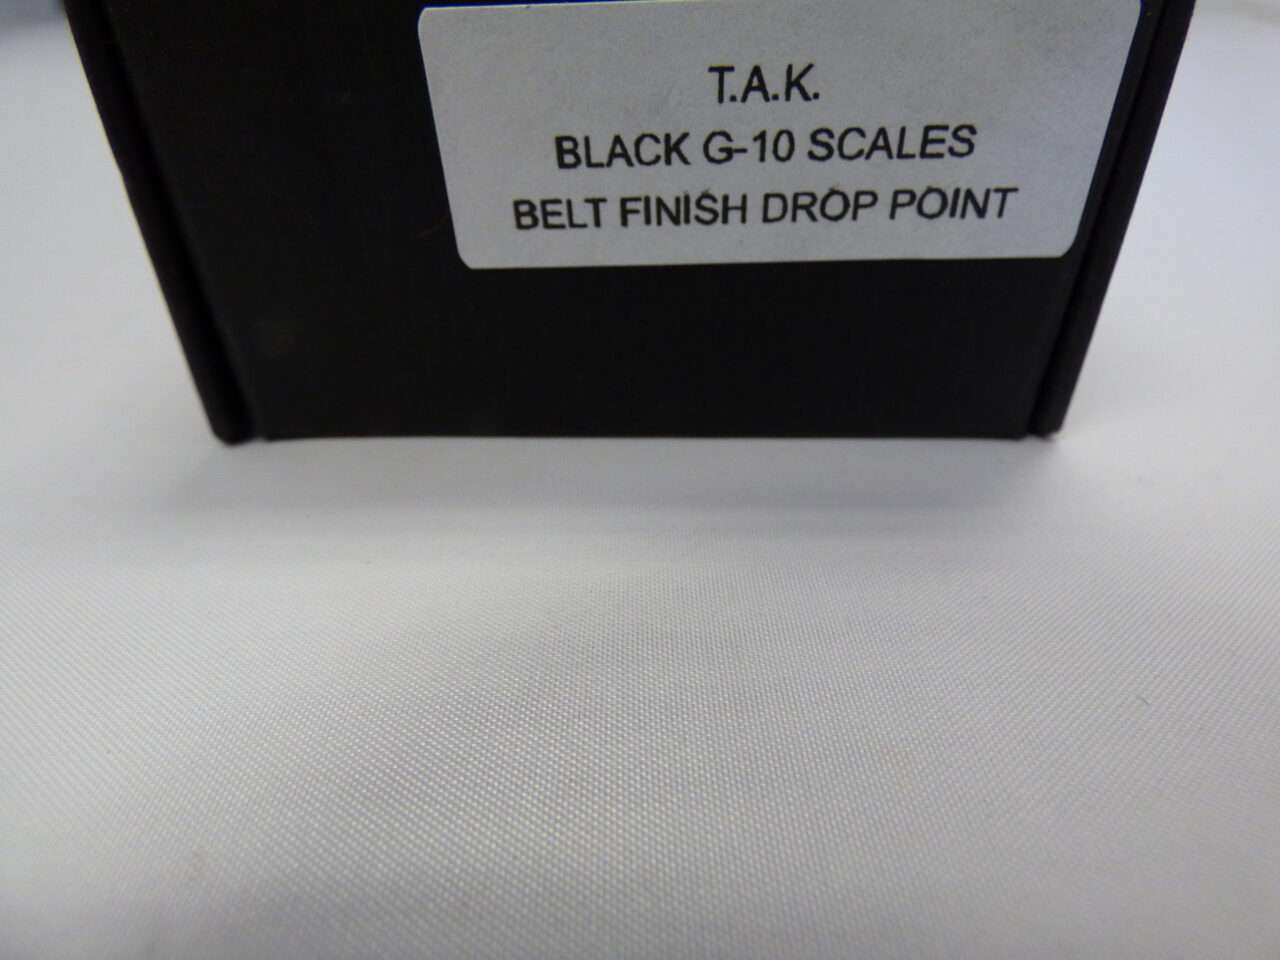 T.A.K.
BLACK G-10 SCALES
BELT FINISH DROP POINT